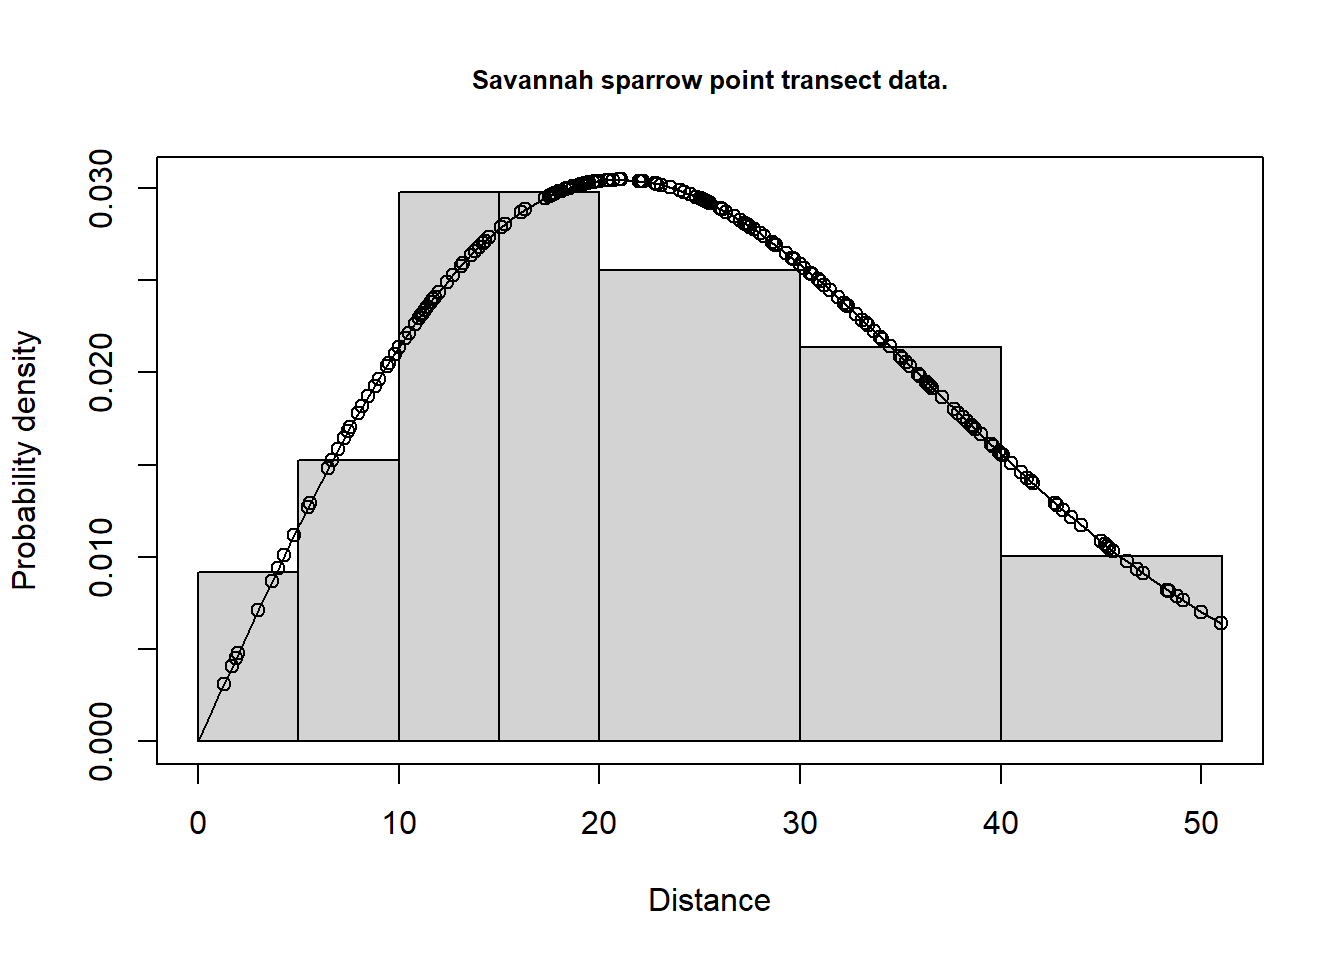 Savannah sparrow point transect data.
Probability density
0.030
0.020
0.010
0.000
0 10 20 30 40 50
Distance